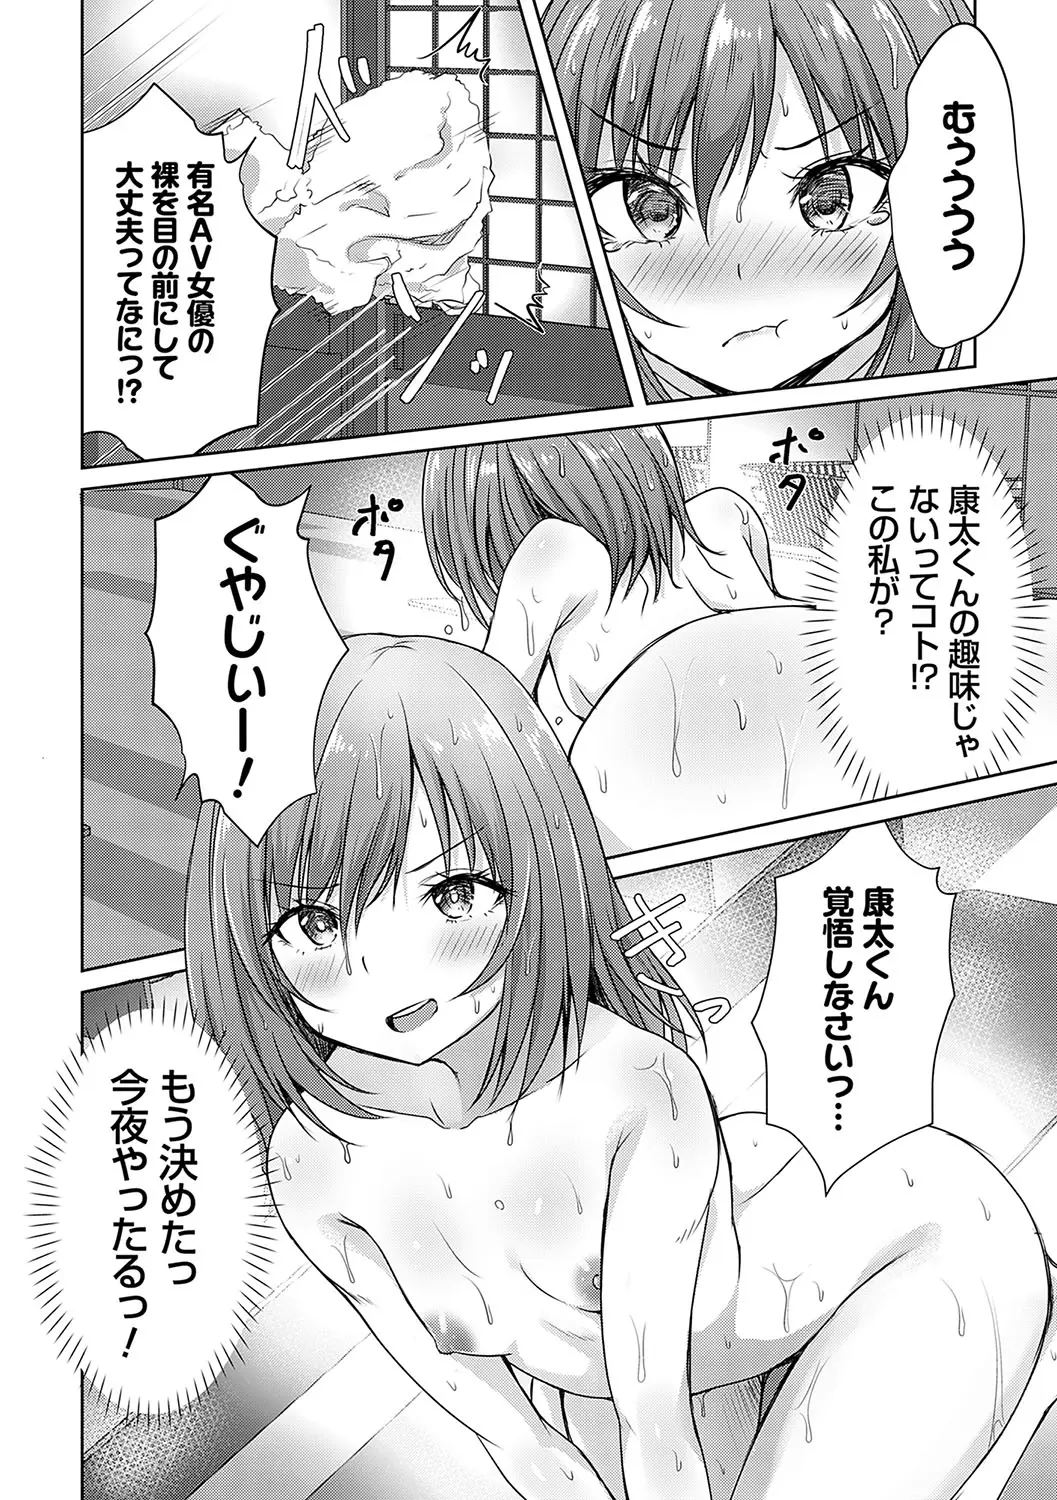 むぅぅぅぅ
有名AV女優の
裸を目の前にして
大丈夫ってなにっ!?
康太くんの趣味じゃ
ないってコト!?
この私が?
ポタ
ポタ
ぐやじぃー!
康太くん
覚悟しなさいっ…
キッ
もう決めたっ
今夜やったるっ!